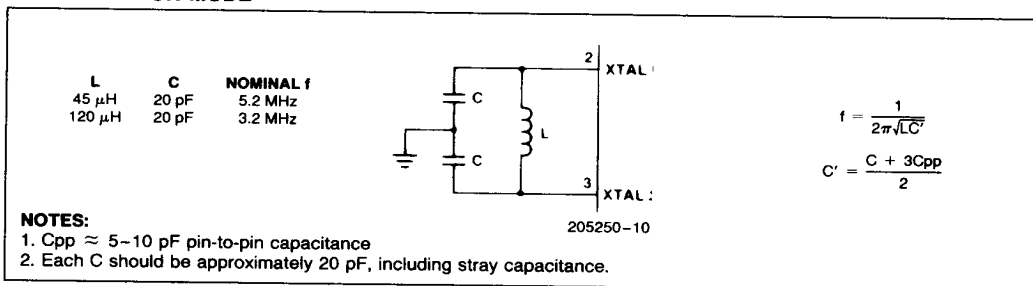 L C NOMINAL f
45 μH 20 pF 5.2 MHz
120 μH 20 pF 3.2 MHz
2
XTAL
C
L
C
3
XTAL
205250-10
f = 1 / 2π√LC′
C′ = C + 3Cpp / 2
NOTES:
1. Cpp ≈ 5–10 pF pin-to-pin capacitance
2. Each C should be approximately 20 pF, including stray capacitance.